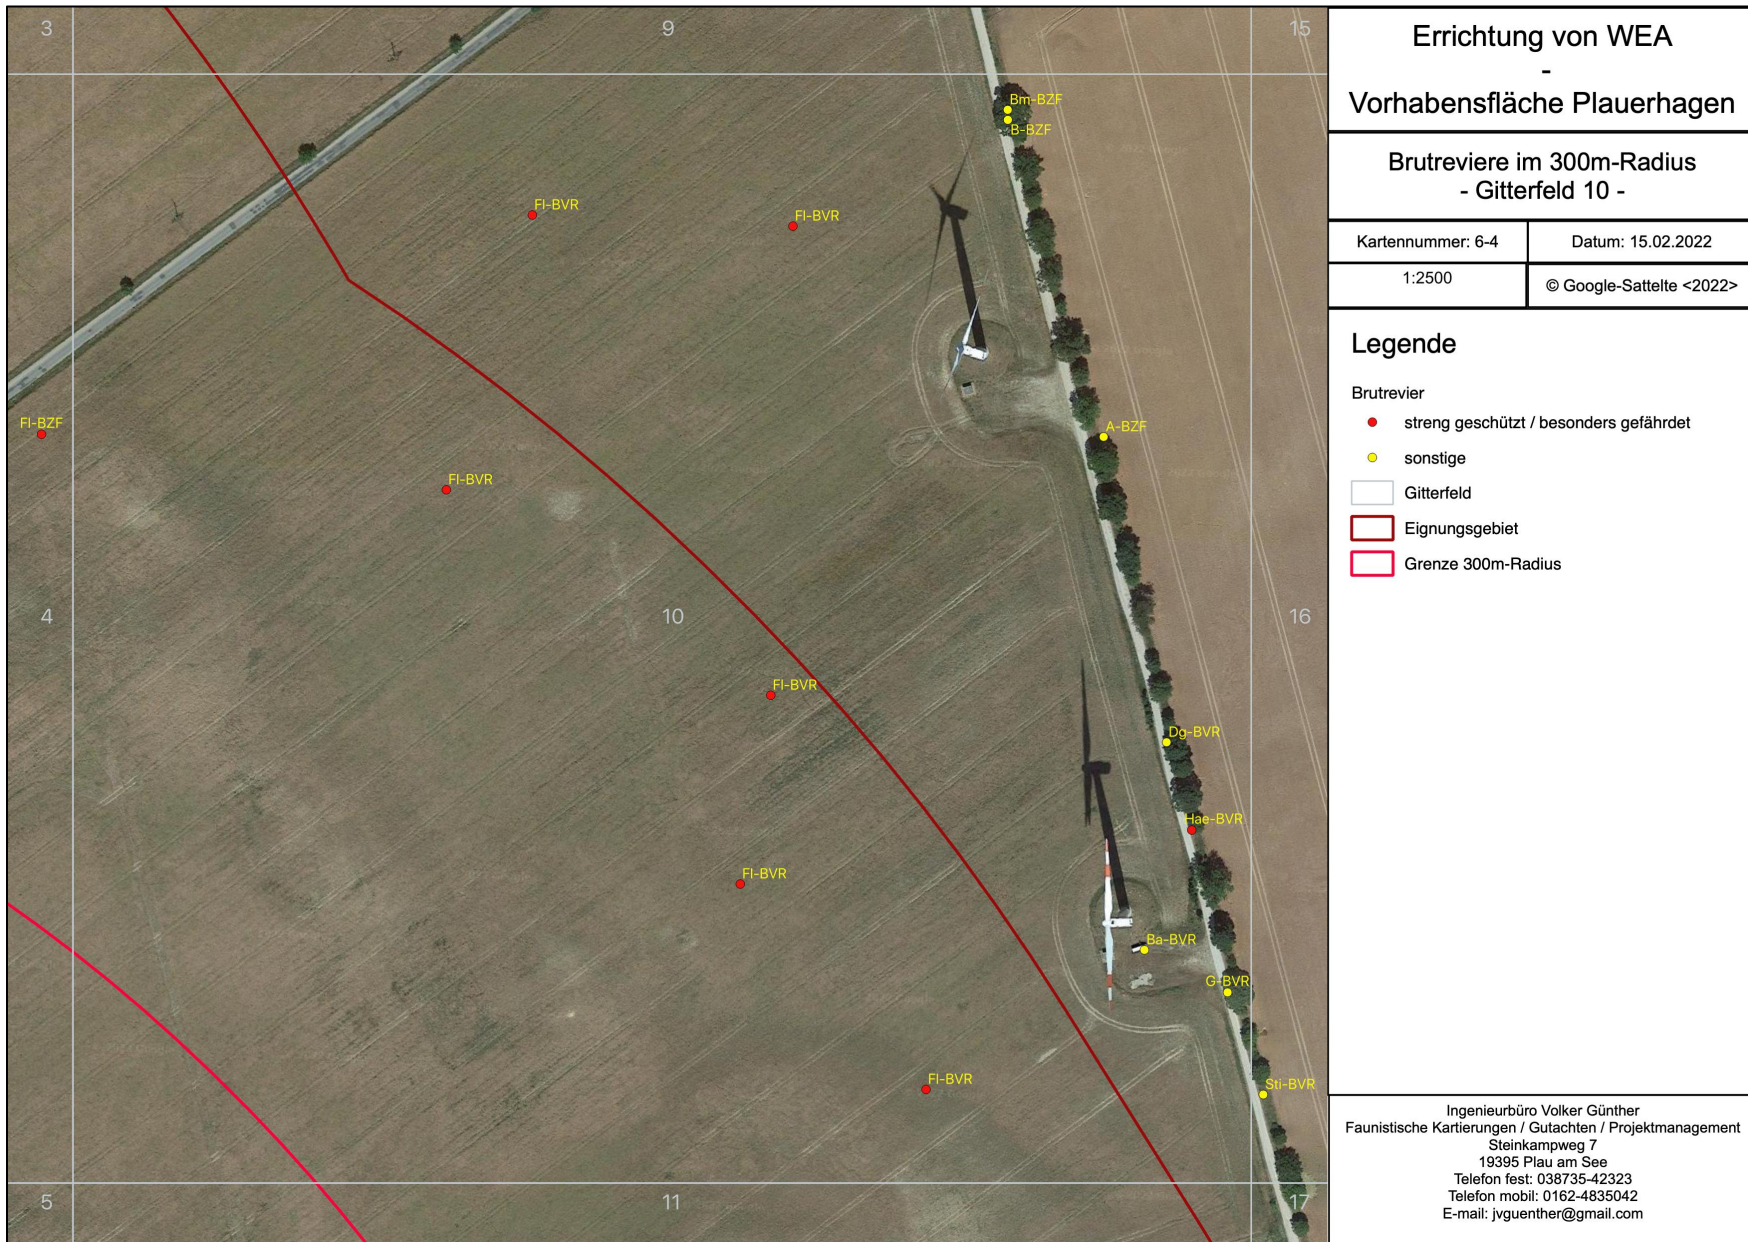 3
9
15
Bm-BZF
B-BZF
Fl-BVR
Fl-BVR
Fl-BZF
A-BZF
Fl-BVR
4
10
16
Fl-BVR
Dg-BVR
Hae-BVR
Fl-BVR
Ba-BVR
G-BVR
Fl-BVR
Sti-BVR
5
11
17
Errichtung von WEA
-
Vorhabensfläche Plauerhagen
Brutreviere im 300m-Radius
- Gitterfeld 10 -
Kartennummer: 6-4
Datum: 15.02.2022
1:2500
© Google-Sattelte <2022>
Legende
Brutrevier
streng geschützt / besonders gefährdet
sonstige
Gitterfeld
Eignungsgebiet
Grenze 300m-Radius
Ingenieurbüro Volker Günther
Faunistische Kartierungen / Gutachten / Projektmanagement
Steinkampweg 7
19395 Plau am See
Telefon fest: 038735-42323
Telefon mobil: 0162-4835042
E-mail: jvguenther@gmail.com